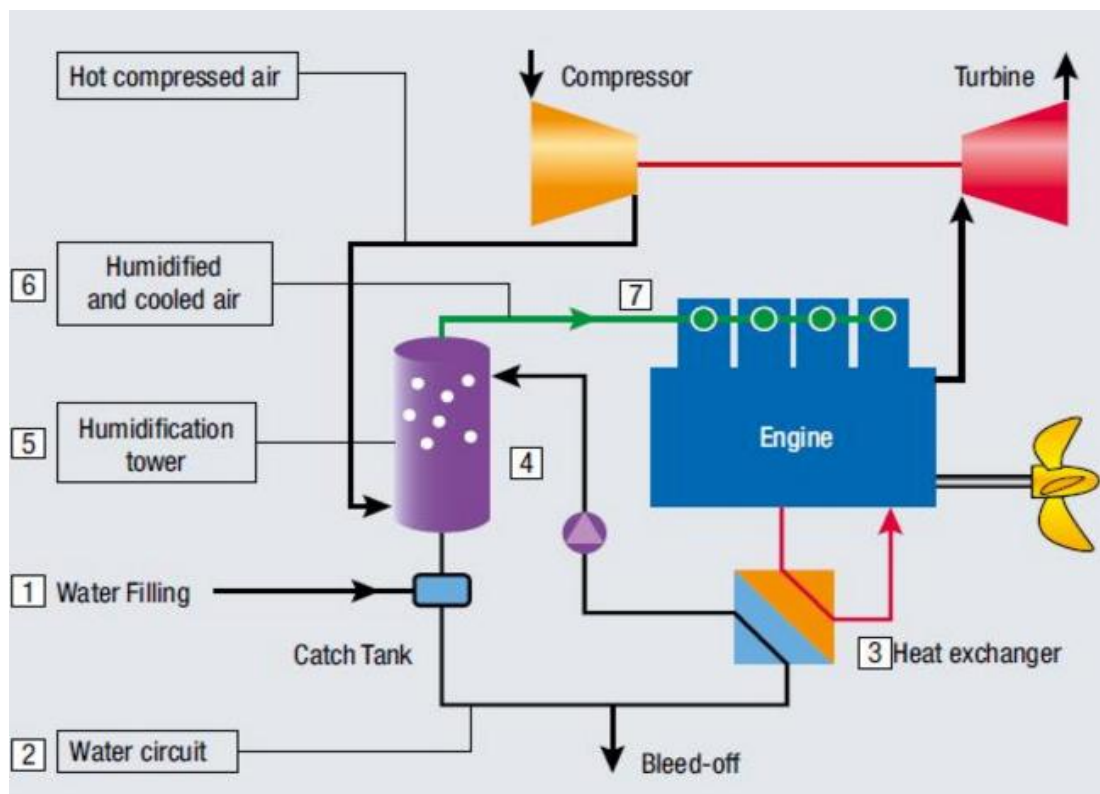 Hot compressed air
Compressor
Turbine
6
Humidified
and cooled air
7
5
Humidification
tower
4
Engine
1
Water Filling
Catch Tank
3
Heat exchanger
2
Water circuit
Bleed-off